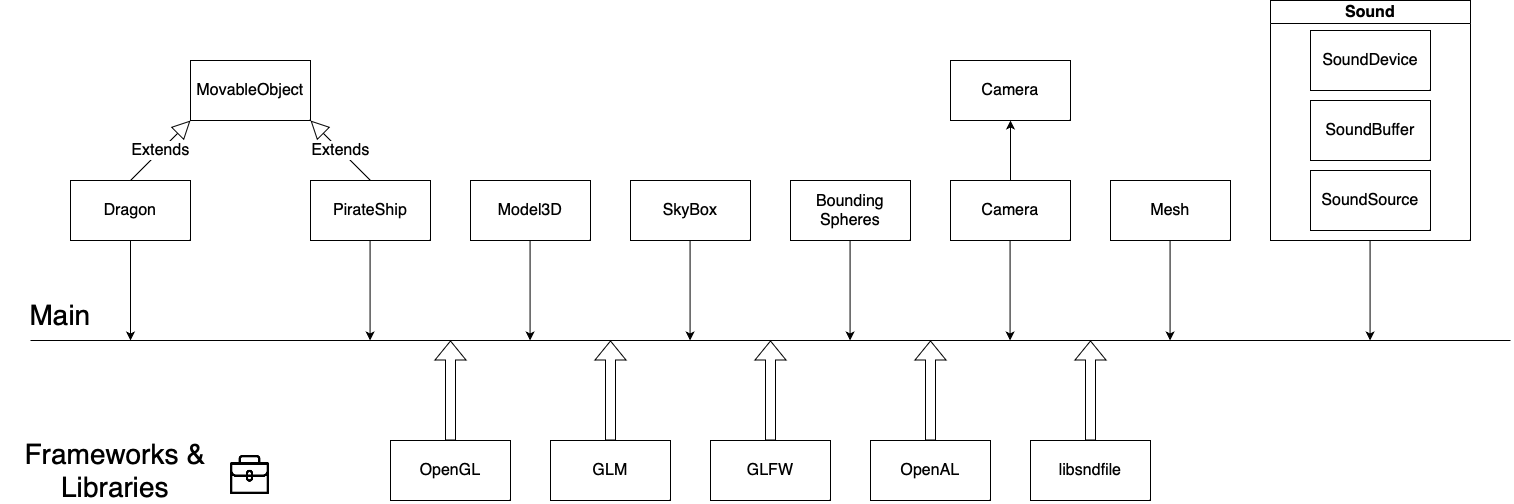 Sound
SoundDevice
MovableObject
Camera
SoundBuffer
Extends
Extends
SoundSource
Dragon
PirateShip
Model3D
SkyBox
Bounding
Spheres
Camera
Mesh
Main
Frameworks &
Libraries
OpenGL
GLM
GLFW
OpenAL
libsndfile